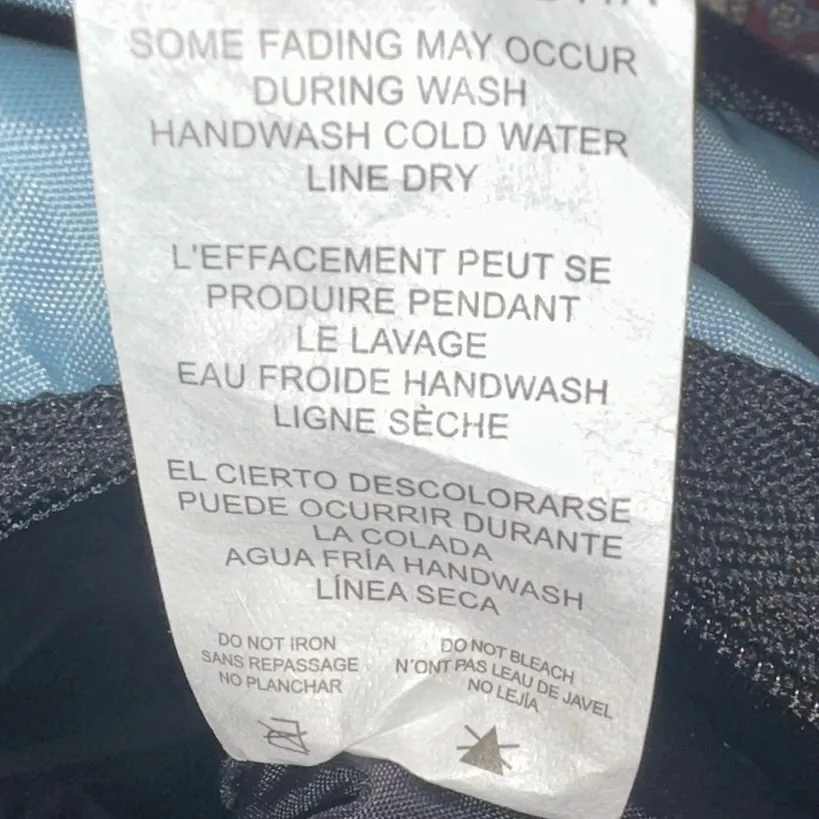 SOME FADING MAY OCCUR
DURING WASH
HANDWASH COLD WATER
LINE DRY
L'EFFACEMENT PEUT SE
PRODUIRE PENDANT
LE LAVAGE
EAU FROIDE HANDWASH
LIGNE SÈCHE
EL CIERTO DESCOLORARSE
PUEDE OCURRIR DURANTE
LA COLADA
AGUA FRÍA HANDWASH
LÍNEA SECA
DO NOT IRON
SANS REPASSAGE
NO PLANCHAR
DO NOT BLEACH
N'ONT PAS LEAU DE JAVEL
NO LEJÍA